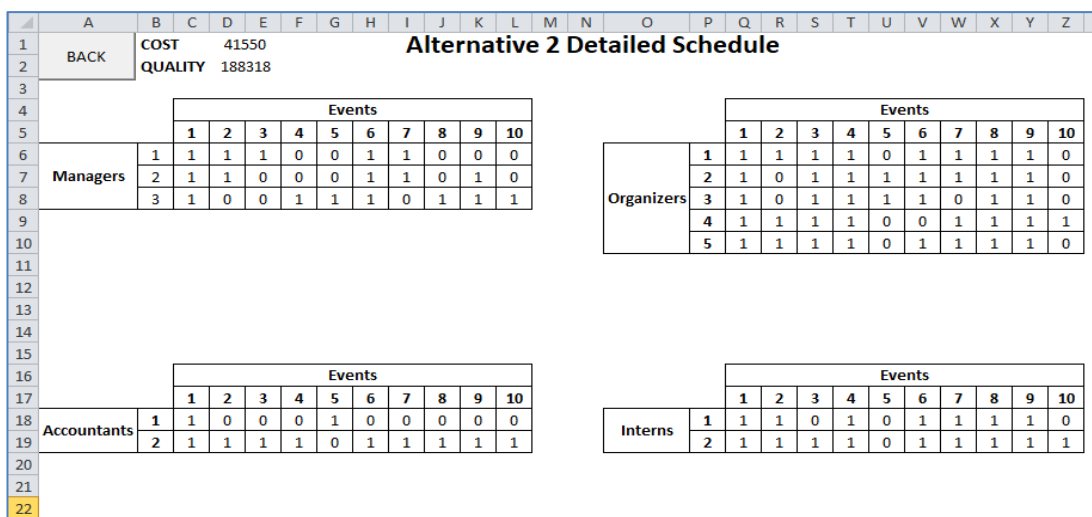 A B C D E F G H I J K L M N O P Q R S T U V W X Y Z
1 BACK COST 41550 Alternative 2 Detailed Schedule
2 QUALITY 188318
3
4 Events Events
5 1 2 3 4 5 6 7 8 9 10 1 2 3 4 5 6 7 8 9 10
6 1 1 1 1 0 0 1 1 0 0 0 1 1 1 1 1 0 1 1 1 1 0
7 Managers 2 1 1 0 0 0 1 1 0 1 0 2 1 0 1 1 1 1 1 1 1 0
8 3 1 0 0 1 1 1 0 1 1 1 Organizers 3 1 0 1 1 1 1 0 1 1 0
9 4 1 1 1 1 0 0 1 1 1 1
10 5 1 1 1 1 0 1 1 1 1 0
11
12
13
14
15
16 Events Events
17 1 2 3 4 5 6 7 8 9 10 1 2 3 4 5 6 7 8 9 10
18 Accountants 1 1 0 0 0 1 0 0 0 0 0 Interns 1 1 1 0 1 0 1 1 1 1 0
19 2 1 1 1 1 0 1 1 1 1 1 2 1 1 1 1 0 1 1 1 1 1
20
21
22